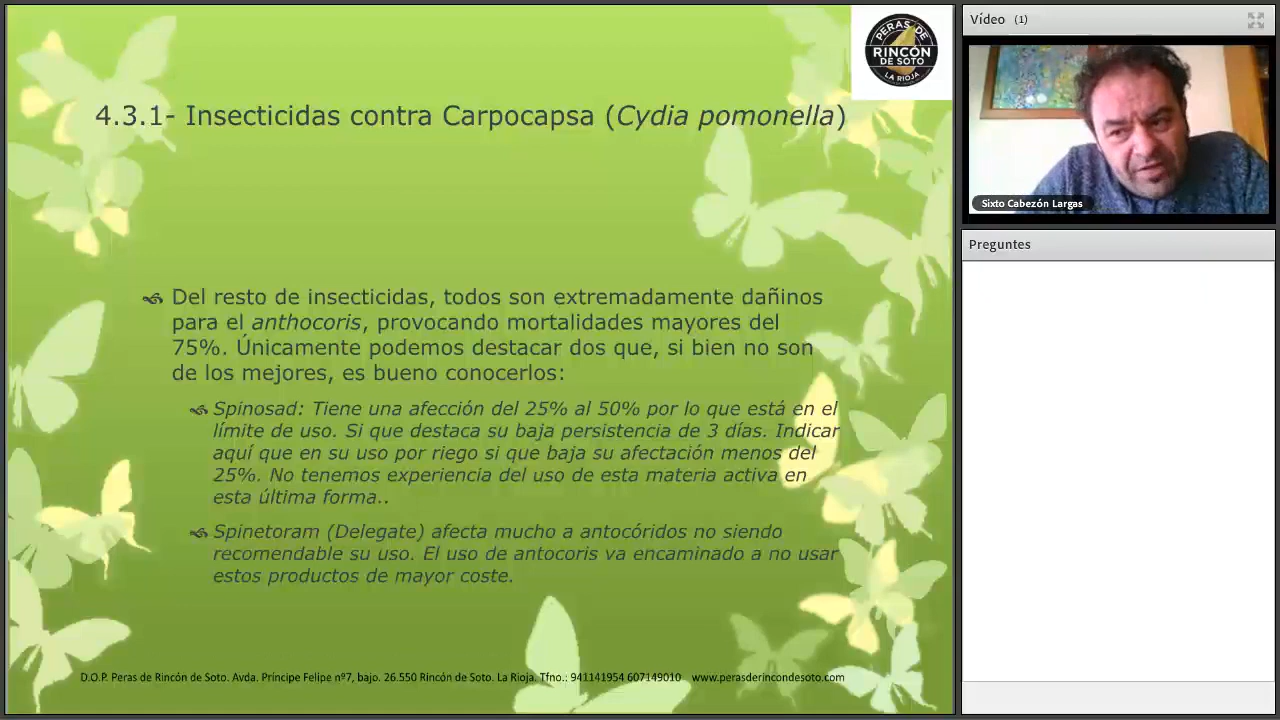 PERAS DE
RINCÓN
DE SOTO
LA RIOJA
4.3.1- Insecticidas contra Carpocapsa (Cydia pomonella)
Del resto de insecticidas, todos son extremadamente dañinos
para el anthocoris, provocando mortalidades mayores del
75%. Únicamente podemos destacar dos que, si bien no son
de los mejores, es bueno conocerlos:
Spinosad: Tiene una afección del 25% al 50% por lo que está en el
límite de uso. Si que destaca su baja persistencia de 3 días. Indicar
aquí que en su uso por riego si que baja su afectación menos del
25%. No tenemos experiencia del uso de esta materia activa en
esta última forma..
Spinetoram (Delegate) afecta mucho a antocóridos no siendo
recomendable su uso. El uso de antocoris va encaminado a no usar
estos productos de mayor coste.
D.O.P. Peras de Rincón de Soto. Avda. Príncipe Felipe nº7, bajo. 26.550 Rincón de Soto. La Rioja. Tfno.: 941141954 607149010 www.perasderincondesoto.com
Vídeo (1)
Sixto Cabezón Largas
Preguntes